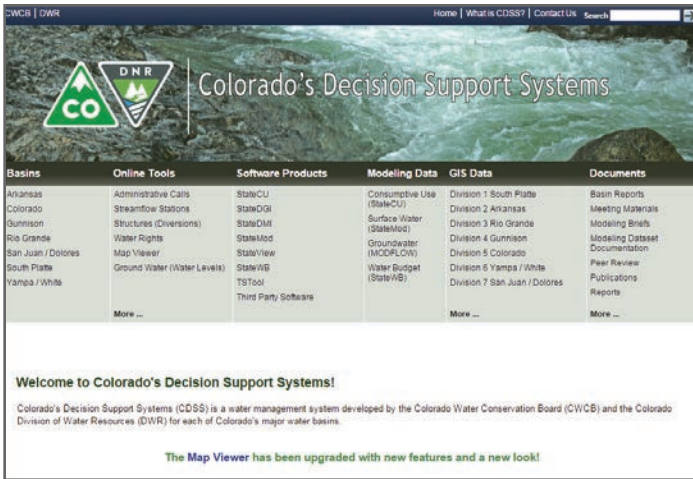 CWCB | DWR
Home | What is CDSS? | Contact Us Search
CO
DNR
Colorado's Decision Support Systems
Basins Online Tools Software Products Modeling Data GIS Data Documents
Arkansas
Colorado
Gunnison
Rio Grande
San Juan / Dolores
South Platte
Yampa / White
Administrative Calls
Streamflow Stations
Structures (Diversions)
Water Rights
Map Viewer
Ground Water (Water Levels)
More ...
StateCU
StateDGI
StateDMI
StateMod
StateView
StateWB
TSTool
Third Party Software
Consumptive Use
(StateCU)
Surface Water
(StateMod)
Groundwater
(MODFLOW)
Water Budget
(StateWB)
Division 1 South Platte
Division 2 Arkansas
Division 3 Rio Grande
Division 4 Gunnison
Division 5 Colorado
Division 6 Yampa / White
Division 7 San Juan / Dolores
More ...
Basin Reports
Meeting Materials
Modeling Briefs
Modeling Dataset
Documentation
Peer Review
Publications
Reports
More ...
Welcome to Colorado's Decision Support Systems!
Colorado's Decision Support Systems (CDSS) is a water management system developed by the Colorado Water Conservation Board (CWCB) and the Colorado
Division of Water Resources (DWR) for each of Colorado's major water basins.
The Map Viewer has been upgraded with new features and a new look!